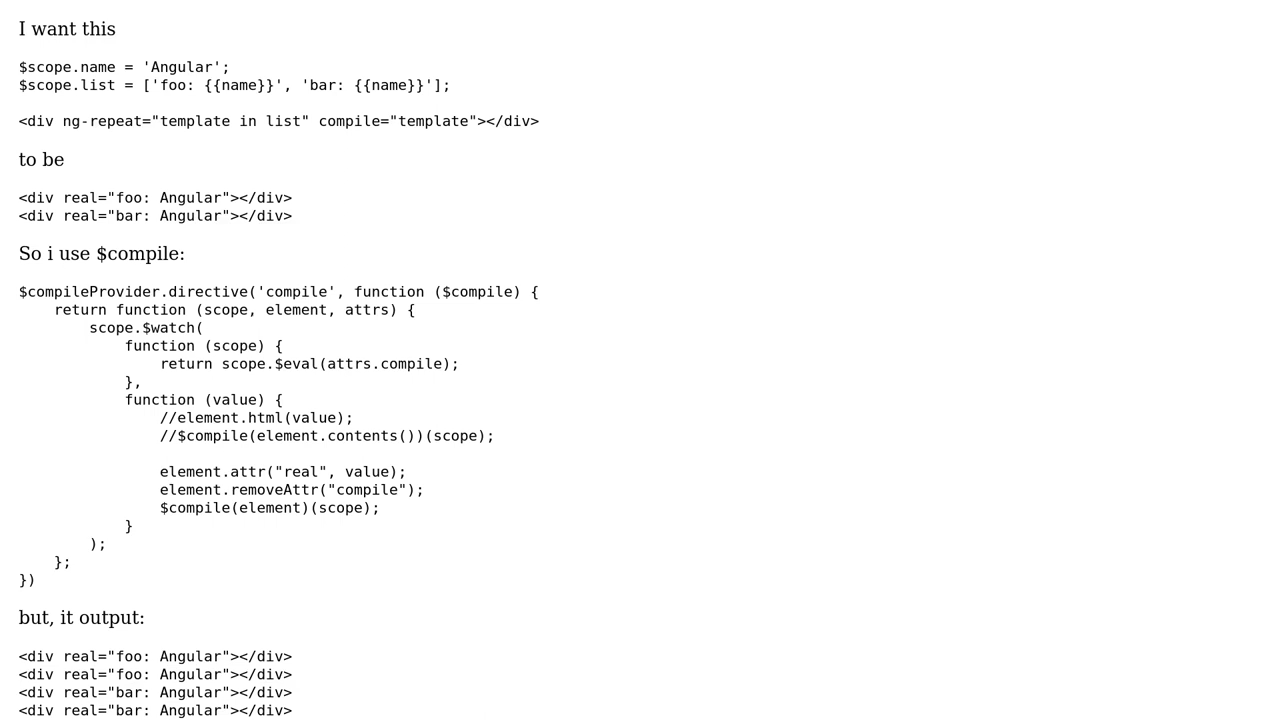 I want this
$scope.name = 'Angular';
$scope.list = ['foo: {{name}}', 'bar: {{name}}'];
<div ng-repeat="template in list" compile="template"></div>
to be
<div real="foo: Angular"></div>
<div real="bar: Angular"></div>
So i use $compile:
$compileProvider.directive('compile', function ($compile) {
    return function (scope, element, attrs) {
        scope.$watch(
            function (scope) {
                return scope.$eval(attrs.compile);
            },
            function (value) {
                //element.html(value);
                //$compile(element.contents())(scope);
                element.attr("real", value);
                element.removeAttr("compile");
                $compile(element)(scope);
            }
        );
    };
})
but, it output:
<div real="foo: Angular"></div>
<div real="foo: Angular"></div>
<div real="bar: Angular"></div>
<div real="bar: Angular"></div>